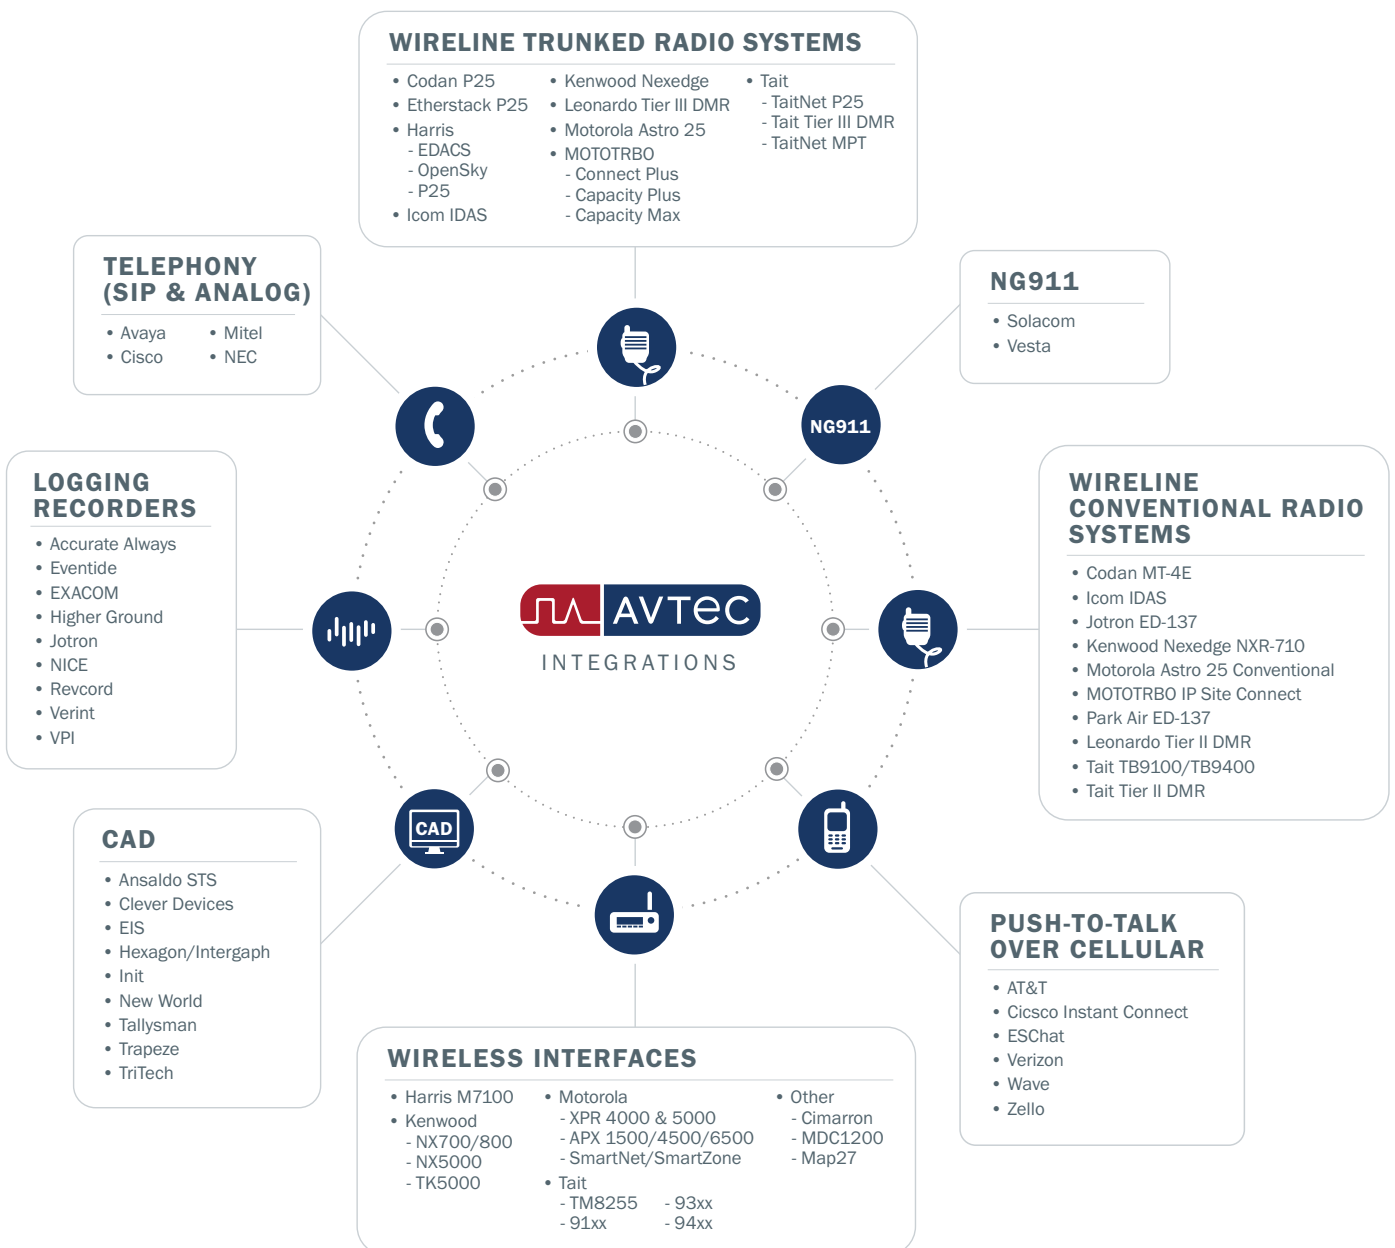 WIRELINE TRUNKED RADIO SYSTEMS
• Codan P25
• Etherstack P25
• Harris
- EDACS
- OpenSky
- P25
• Icom IDAS
• Kenwood Nexedge
• Leonardo Tier III DMR
• Motorola Astro 25
• MOTOTRBO
- Connect Plus
- Capacity Plus
- Capacity Max
• Tait
- TaitNet P25
- Tait Tier III DMR
- TaitNet MPT
TELEPHONY
(SIP & ANALOG)
• Avaya
• Cisco
• Mitel
• NEC
NG911
• Solacom
• Vesta
NG911
LOGGING
RECORDERS
• Accurate Always
• Eventide
• EXACOM
• Higher Ground
• Jotron
• NICE
• Revcord
• Verint
• VPI
AVTEC
INTEGRATIONS
WIRELINE
CONVENTIONAL RADIO
SYSTEMS
• Codan MT-4E
• Icom IDAS
• Jotron ED-137
• Kenwood Nexedge NXR-710
• Motorola Astro 25 Conventional
• MOTOTRBO IP Site Connect
• Park Air ED-137
• Leonardo Tier II DMR
• Tait TB9100/TB9400
• Tait Tier II DMR
CAD
CAD
• Ansaldo STS
• Clever Devices
• EIS
• Hexagon/Intergaph
• Init
• New World
• Tallysman
• Trapeze
• TriTech
PUSH-TO-TALK
OVER CELLULAR
• AT&T
• Cicsco Instant Connect
• ESChat
• Verizon
• Wave
• Zello
WIRELESS INTERFACES
• Harris M7100
• Kenwood
- NX700/800
- NX5000
- TK5000
• Motorola
- XPR 4000 & 5000
- APX 1500/4500/6500
- SmartNet/SmartZone
• Tait
- TM8255 - 93xx
- 91xx - 94xx
• Other
- Cimarron
- MDC1200
- Map27